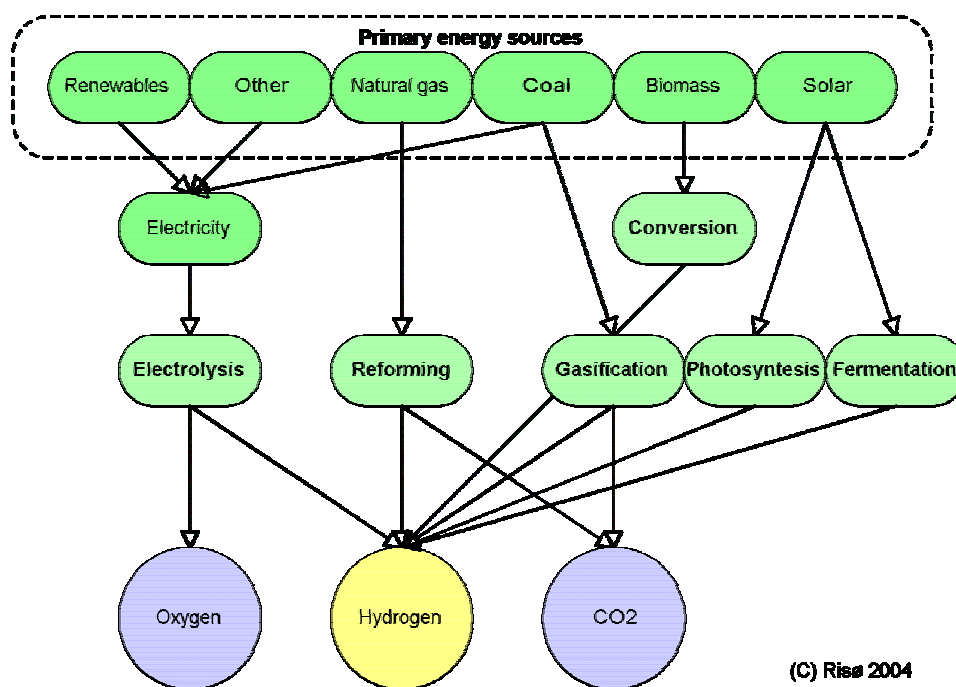 Primary energy sources
Renewables
Other
Natural gas
Coal
Biomass
Solar
Electricity
Conversion
Electrolysis
Reforming
Gasification
Photosyntesis
Fermentation
Oxygen
Hydrogen
CO2
(C) Risø 2004